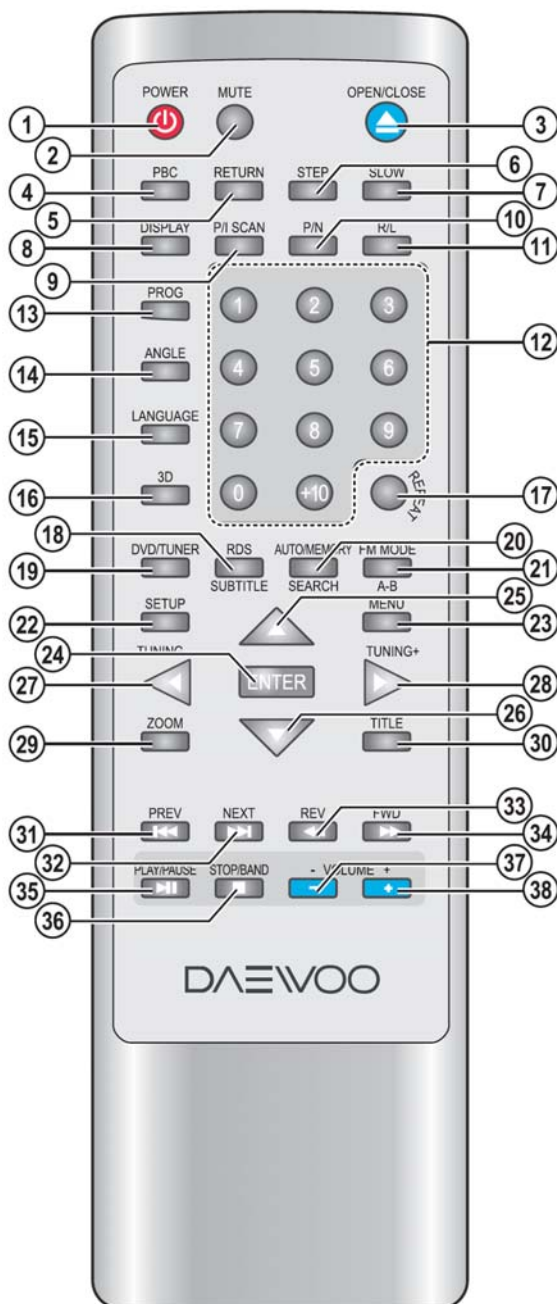 POWER MUTE OPEN/CLOSE
1 2 3
PBC RETURN STEP SLOW
4 5 6 7
DISPLAY P/I SCAN P/N R/L
8 9 10 11
PROG 1 2 3
13 12
ANGLE 4 5 6
14
LANGUAGE 7 8 9
15
3D 0 +10 REPEAT
16 17
18 20
DVD/TUNER RDS AUTO/MEMORY FM MODE
19 21
SUBTITLE SEARCH A-B
SETUP 25 MENU
22 23
24
TUNING- TUNING+
27 ENTER 28
26
ZOOM TITLE
29 30
PREV NEXT REV FWD
31 32 33 34
PLAY/PAUSE STOP/BAND - VOLUME +
35 36 37 38
DAEWOO